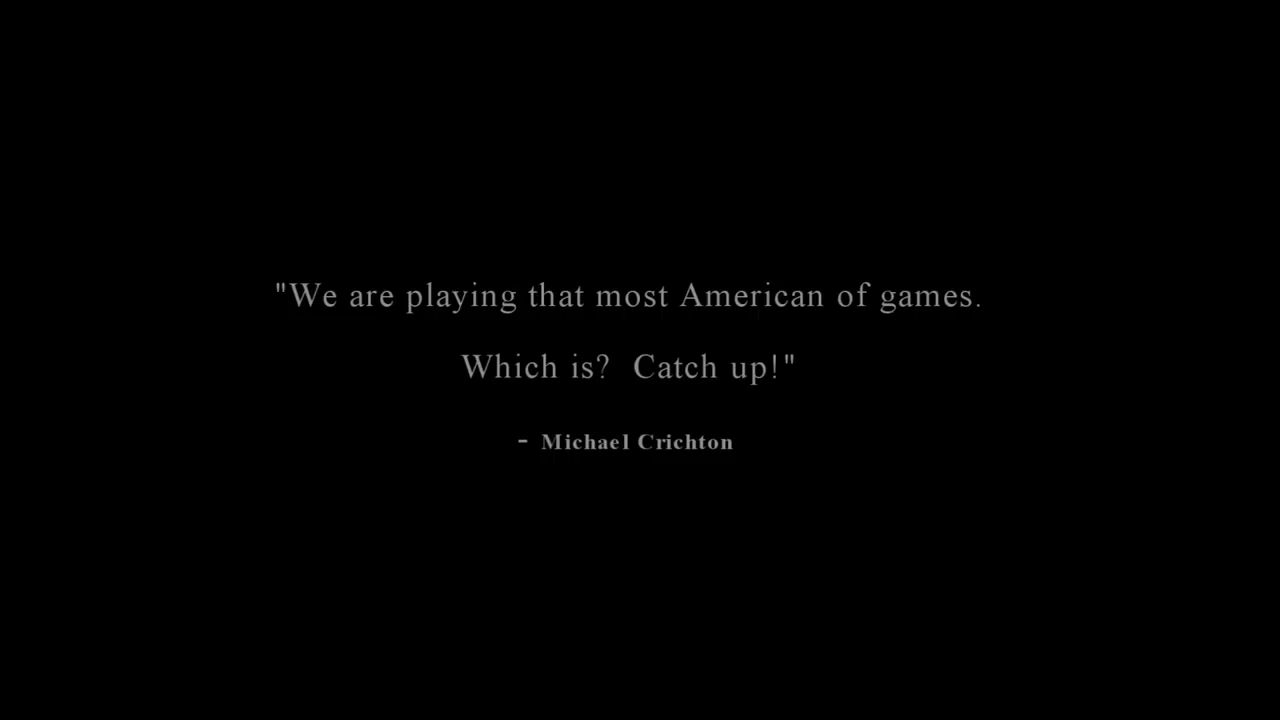 "We are playing that most American of games.
Which is?  Catch up!"
- Michael Crichton